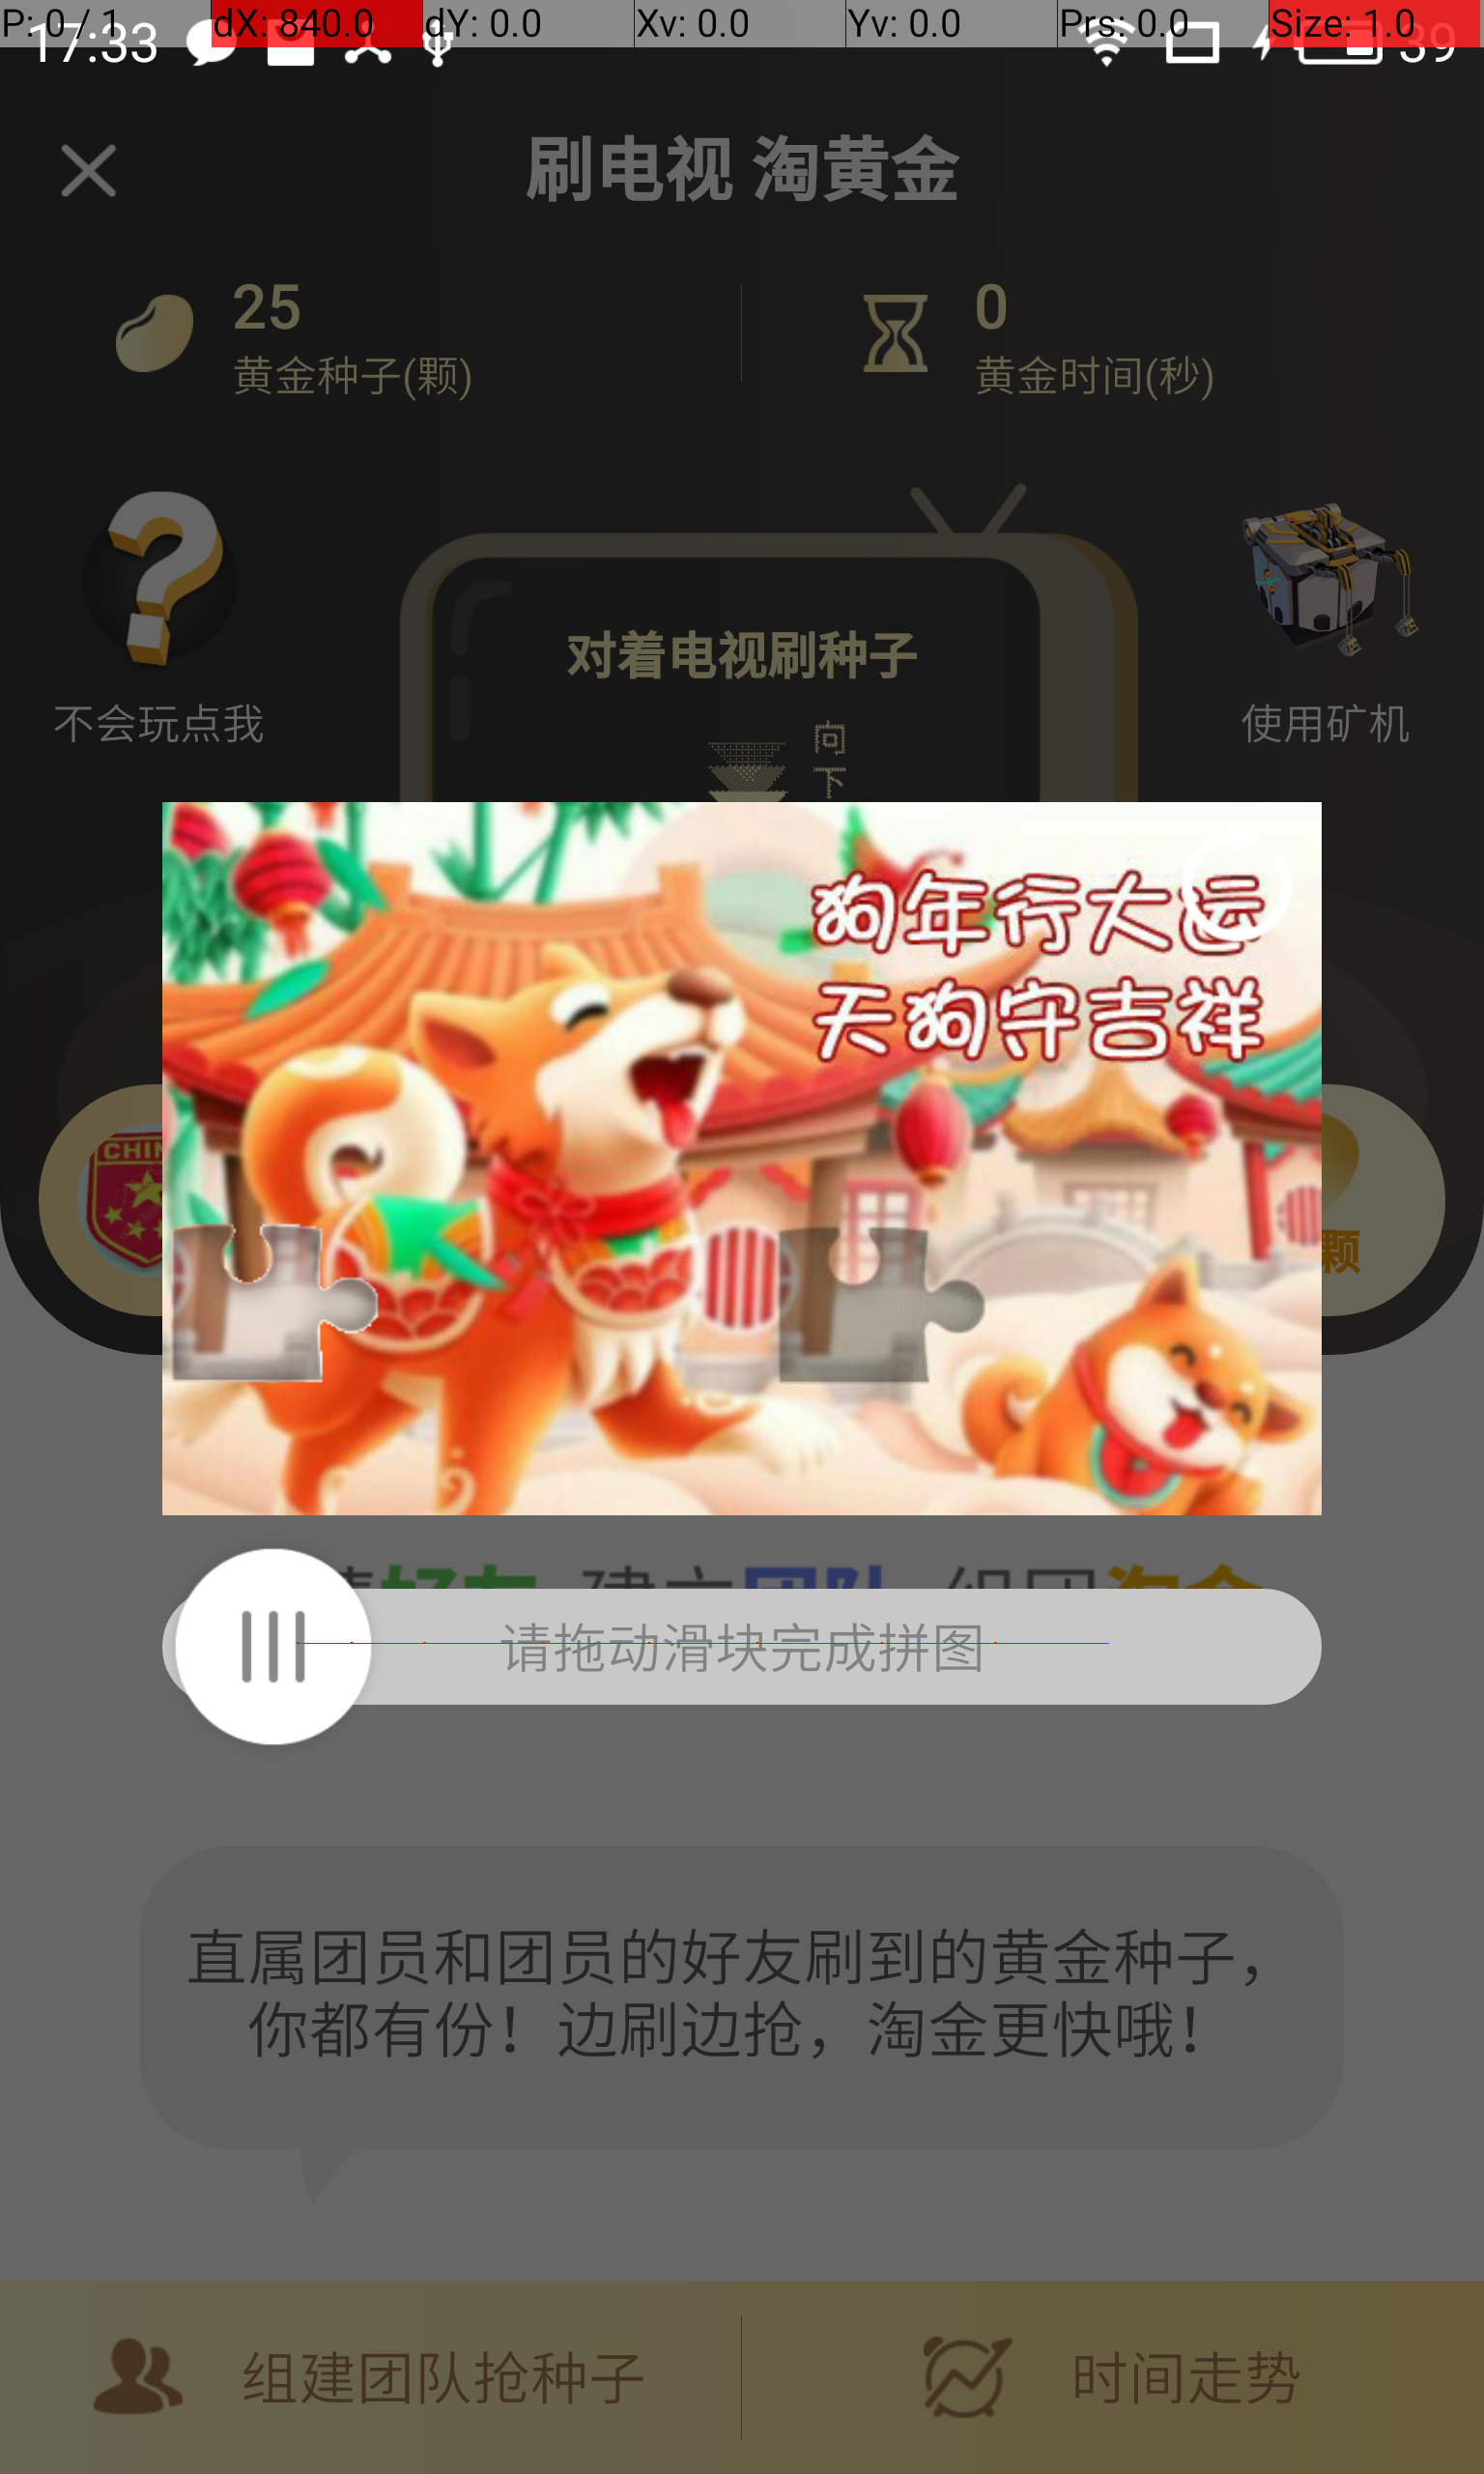 P: 0 / 1 dX: 840.0 dY: 0.0 Xv: 0.0 Yv: 0.0 Prs: 0.0 Size: 1.0
17:33 39
刷电视 淘黄金
25
黄金种子(颗)
0
黄金时间(秒)
对着电视刷种子
不会玩点我
使用矿机
向
下
狗年行大运
天狗守吉祥
CHIN
颗
请拖动滑块完成拼图
直属团员和团员的好友刷到的黄金种子，
你都有份！边刷边抢，淘金更快哦！
组建团队抢种子
时间走势